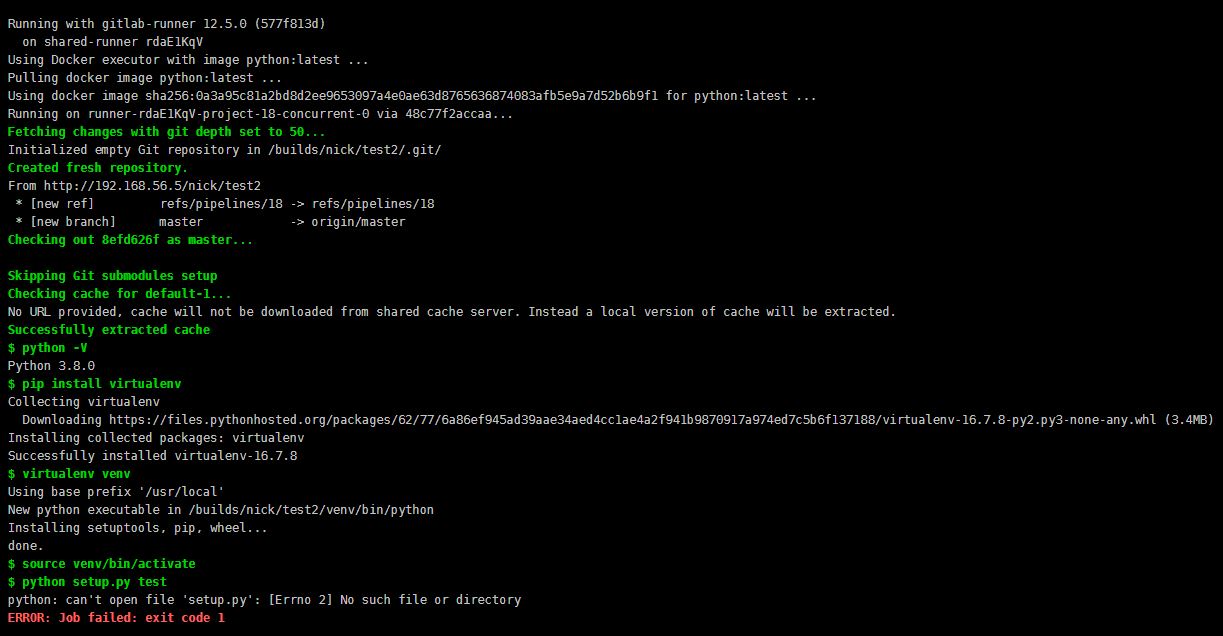 Running with gitlab-runner 12.5.0 (577f813d)
on shared-runner rdaE1KqV
Using Docker executor with image python:latest ...
Pulling docker image python:latest ...
Using docker image sha256:0a3a95c81a2bd8d2ee9653097a4e0ae63d8765636874083afb5e9a7d52b6b9f1 for python:latest ...
Running on runner-rdaE1KqV-project-18-concurrent-0 via 48c77f2accaa...
Fetching changes with git depth set to 50...
Initialized empty Git repository in /builds/nick/test2/.git/
Created fresh repository.
From http://192.168.56.5/nick/test2
* [new ref]         refs/pipelines/18 -> refs/pipelines/18
* [new branch]      master            -> origin/master
Checking out 8efd626f as master...
Skipping Git submodules setup
Checking cache for default-1...
No URL provided, cache will not be downloaded from shared cache server. Instead a local version of cache will be extracted.
Successfully extracted cache
$ python -V
Python 3.8.0
$ pip install virtualenv
Collecting virtualenv
Downloading https://files.pythonhosted.org/packages/62/77/6a86ef945ad39aae34aed4cc1ae4a2f941b9870917a974ed7c5b6f137188/virtualenv-16.7.8-py2.py3-none-any.whl (3.4MB)
Installing collected packages: virtualenv
Successfully installed virtualenv-16.7.8
$ virtualenv venv
Using base prefix '/usr/local'
New python executable in /builds/nick/test2/venv/bin/python
Installing setuptools, pip, wheel...
done.
$ source venv/bin/activate
$ python setup.py test
python: can't open file 'setup.py': [Errno 2] No such file or directory
ERROR: Job failed: exit code 1